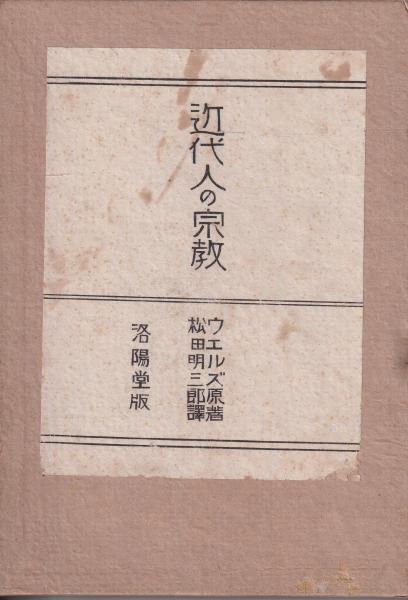 近代人の宗教
ウエルズ原著
松田明三郎譯
洛陽堂版